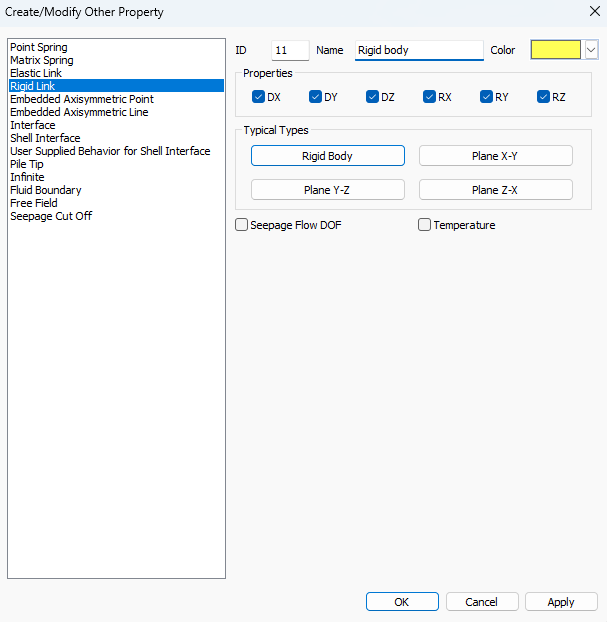 Create/Modify Other Property
Point Spring
Matrix Spring
Elastic Link
Rigid Link
Embedded Axisymmetric Point
Embedded Axisymmetric Line
Interface
Shell Interface
User Supplied Behavior for Shell Interface
Pile Tip
Infinite
Fluid Boundary
Free Field
Seepage Cut Off
ID 11 Name Rigid body Color
Properties
DX DY DZ RX RY RZ
Typical Types
Rigid Body Plane X-Y
Plane Y-Z Plane Z-X
Seepage Flow DOF Temperature
OK Cancel Apply